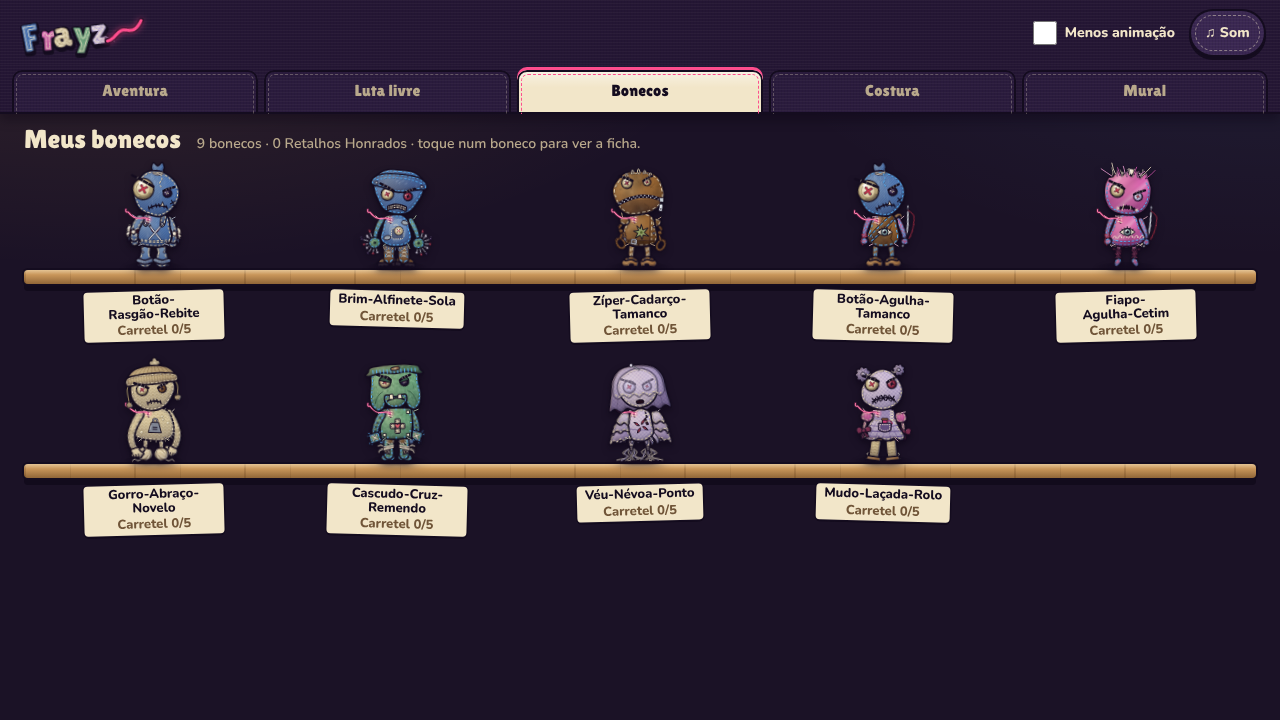 Frayz
Menos animação
♫ Som
Aventura
Luta livre
Bonecos
Costura
Mural
Meus bonecos
9 bonecos · 0 Retalhos Honrados · toque num boneco para ver a ficha.
Botão-
Rasgão-Rebite
Carretel 0/5
Brim-Alfinete-Sola
Carretel 0/5
Zíper-Cadarço-
Tamanco
Carretel 0/5
Botão-Agulha-
Tamanco
Carretel 0/5
Fiapo-
Agulha-Cetim
Carretel 0/5
Gorro-Abraço-
Novelo
Carretel 0/5
Cascudo-Cruz-
Remendo
Carretel 0/5
Véu-Névoa-Ponto
Carretel 0/5
Mudo-Laçada-Rolo
Carretel 0/5